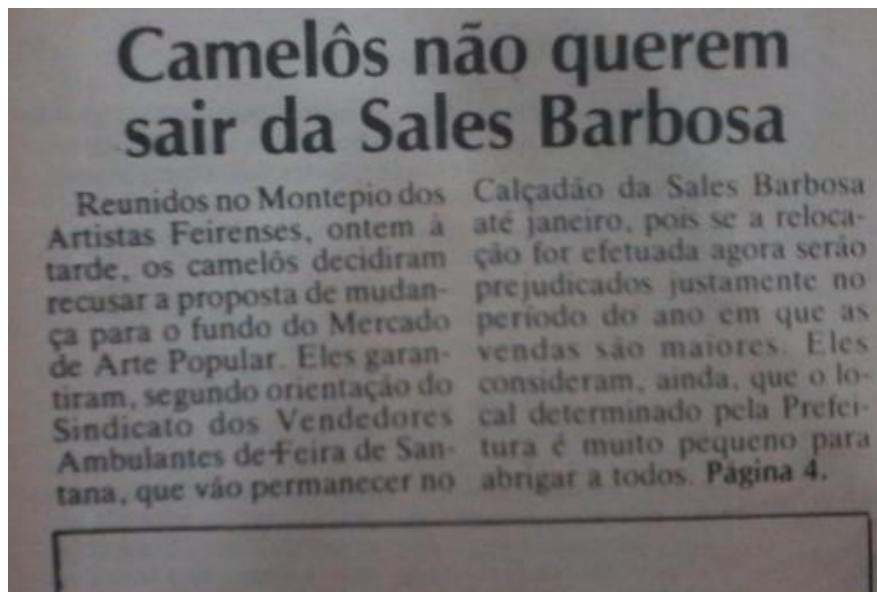 Camelôs não querem
sair da Sales Barbosa
Reunidos no Montepio dos
Artistas Feirenses, ontem à
tarde, os camelôs decidiram
recusar a proposta de mudan-
ça para o fundo do Mercado
de Arte Popular. Eles garan-
tiram, segundo orientação do
Sindicato dos Vendedores
Ambulantes de Feira de San-
tana, que vão permanecer no
Calçadão da Sales Barbosa
até janeiro, pois se a reloca-
ção for efetuada agora serão
prejudicados justamente no
período do ano em que as
vendas são maiores. Eles
consideram, ainda, que o lo-
cal determinado pela Prefei-
tura é muito pequeno para
abrigar a todos. Página 4.